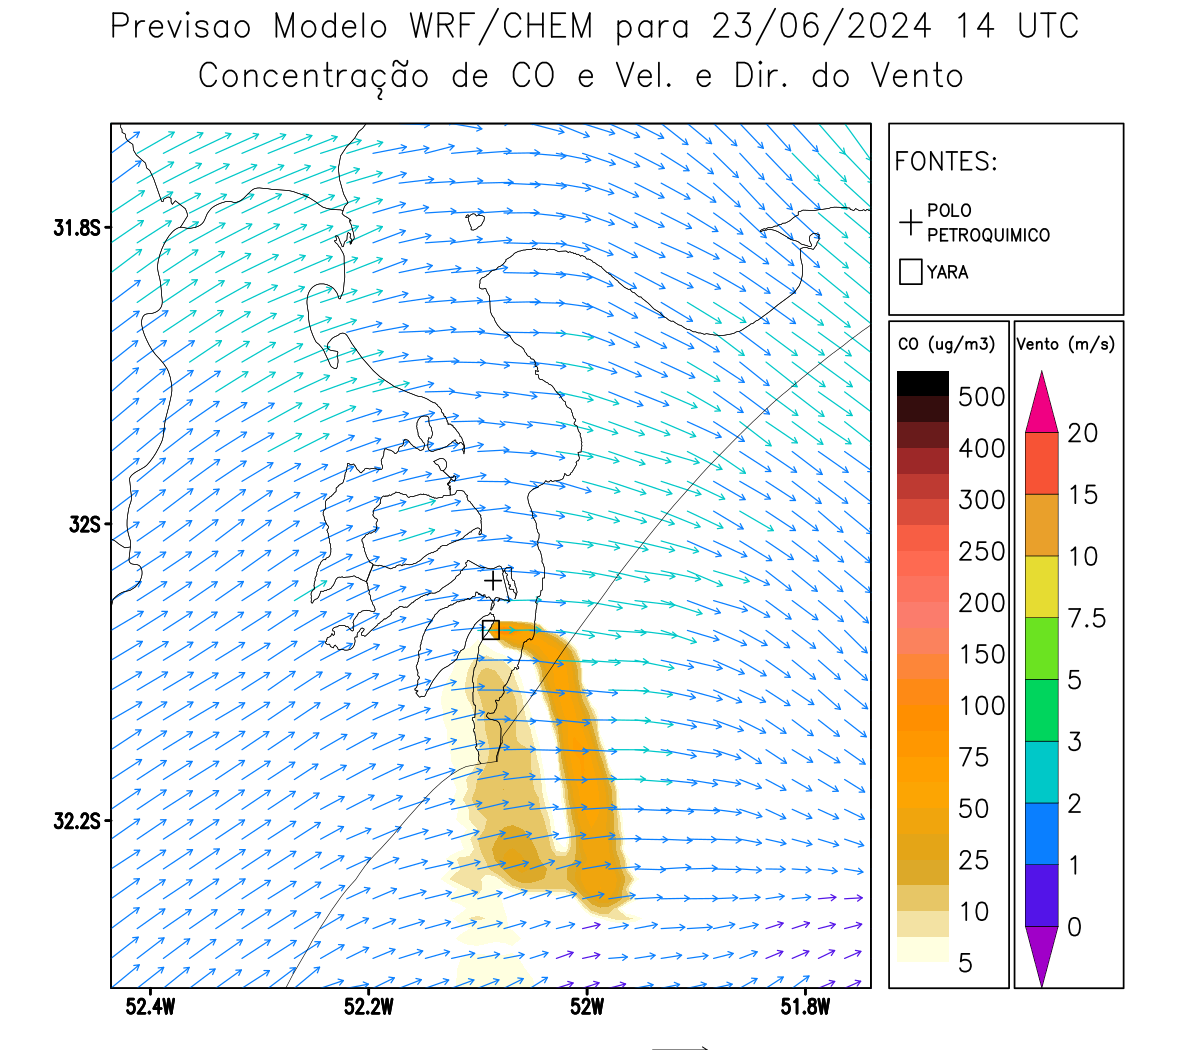 Previsao Modelo WRF/CHEM para 23/06/2024 14 UTC
Concentração de CO e Vel. e Dir. do Vento
FONTES:
POLO
PETROQUIMICO
YARA
CO (ug/m3)
500
400
300
250
200
150
100
75
50
25
10
5
Vento (m/s)
20
15
10
7.5
5
3
2
1
0
31.8S
32S
32.2S
52.4W
52.2W
52W
51.8W